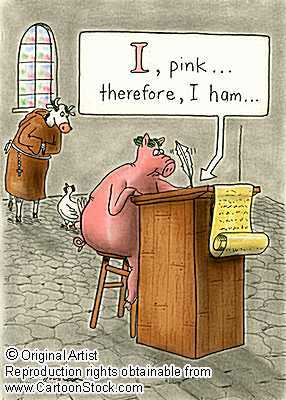 I, pink...
therefore, I ham...
© Original Artist
Reproduction rights obtainable from
www.CartoonStock.com